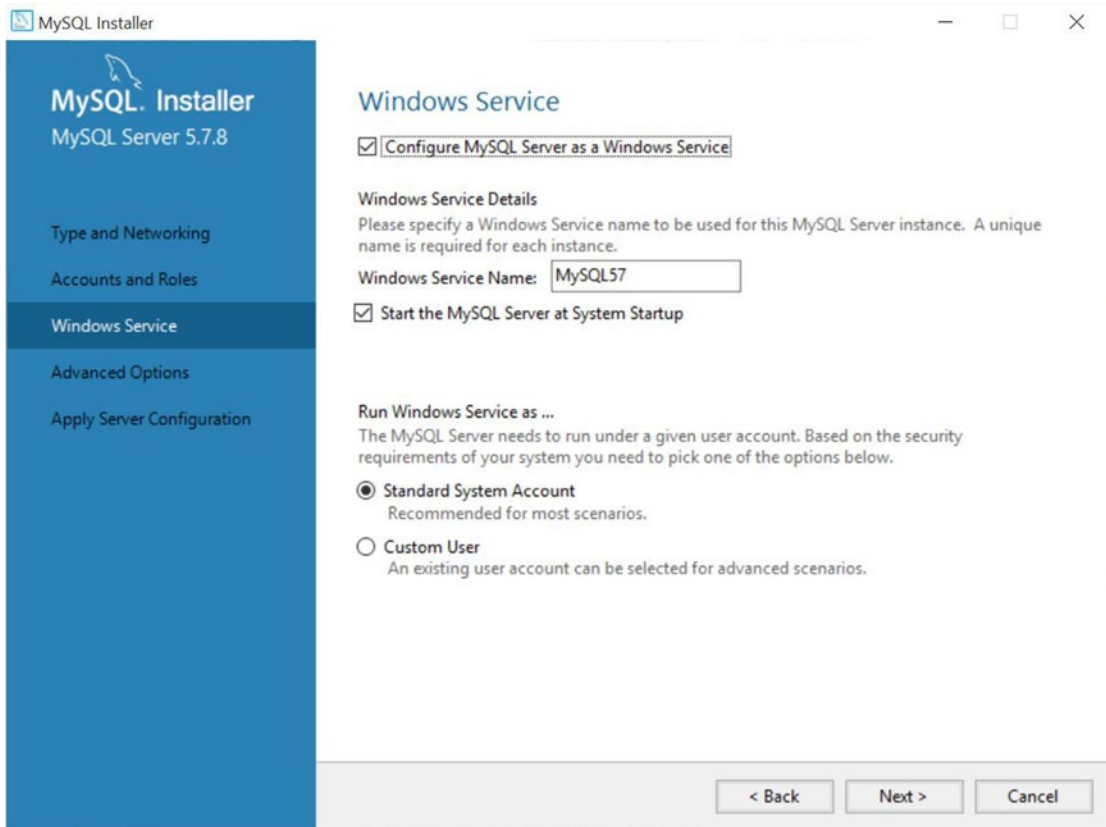 MySQL Installer
MySQL. Installer
MySQL Server 5.7.8
Type and Networking
Accounts and Roles
Windows Service
Advanced Options
Apply Server Configuration
Windows Service
Configure MySQL Server as a Windows Service
Windows Service Details
Please specify a Windows Service name to be used for this MySQL Server instance. A unique
name is required for each instance.
Windows Service Name: MySQL57
Start the MySQL Server at System Startup
Run Windows Service as ...
The MySQL Server needs to run under a given user account. Based on the security
requirements of your system you need to pick one of the options below.
Standard System Account
Recommended for most scenarios.
Custom User
An existing user account can be selected for advanced scenarios.
< Back Next > Cancel